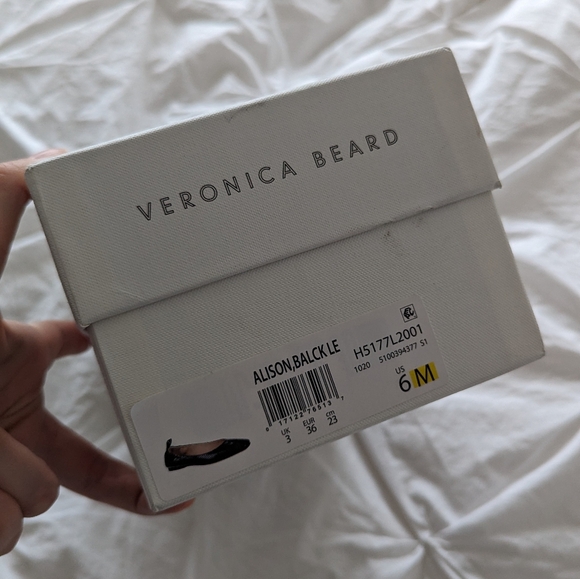 VERONICA BEARD
ALISON,BALCK LE
H5177L2001
1020 5100394377 S1
UK EUR cm
3 36 23
US
6 M